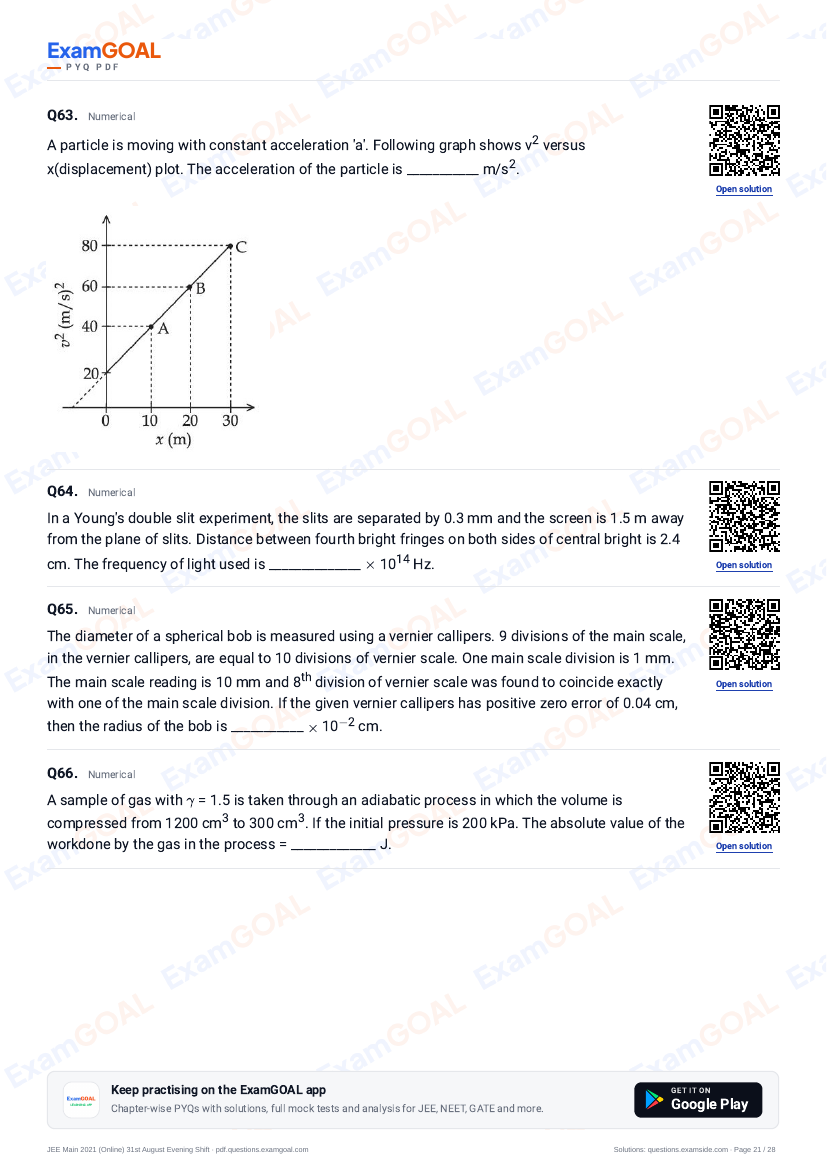 ExamGOAL
PYQ PDF
Q63. Numerical
A particle is moving with constant acceleration 'a'. Following graph shows v² versus
x(displacement) plot. The acceleration of the particle is ___________ m/s².
Open solution
80
C
60
B
v² (m/s)²
40
A
20
0 10 20 30
x (m)
Q64. Numerical
In a Young's double slit experiment, the slits are separated by 0.3 mm and the screen is 1.5 m away
from the plane of slits. Distance between fourth bright fringes on both sides of central bright is 2.4
cm. The frequency of light used is ______________ × 10¹⁴ Hz.
Open solution
Q65. Numerical
The diameter of a spherical bob is measured using a vernier callipers. 9 divisions of the main scale,
in the vernier callipers, are equal to 10 divisions of vernier scale. One main scale division is 1 mm.
The main scale reading is 10 mm and 8ᵗʰ division of vernier scale was found to coincide exactly
with one of the main scale division. If the given vernier callipers has positive zero error of 0.04 cm,
then the radius of the bob is ___________ × 10⁻² cm.
Open solution
Q66. Numerical
A sample of gas with γ = 1.5 is taken through an adiabatic process in which the volume is
compressed from 1200 cm³ to 300 cm³. If the initial pressure is 200 kPa. The absolute value of the
workdone by the gas in the process = _____________ J.
Open solution
ExamGOAL
Keep practising on the ExamGOAL app
Chapter-wise PYQs with solutions, full mock tests and analysis for JEE, NEET, GATE and more.
GET IT ON
Google Play
JEE Main 2021 (Online) 31st August Evening Shift · pdf.questions.examgoal.com
Solutions: questions.examside.com · Page 21 / 28